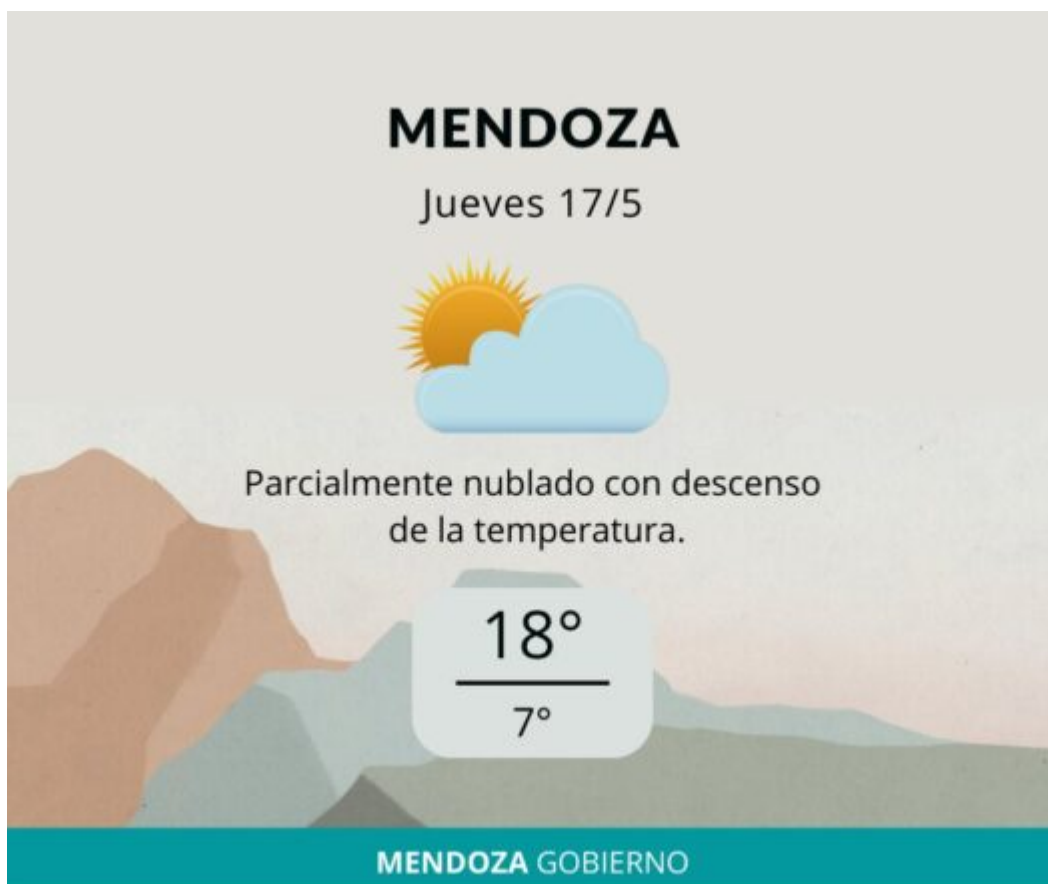 MENDOZA
Jueves 17/5
Parcialmente nublado con descenso
de la temperatura.
18°
7°
MENDOZA GOBIERNO